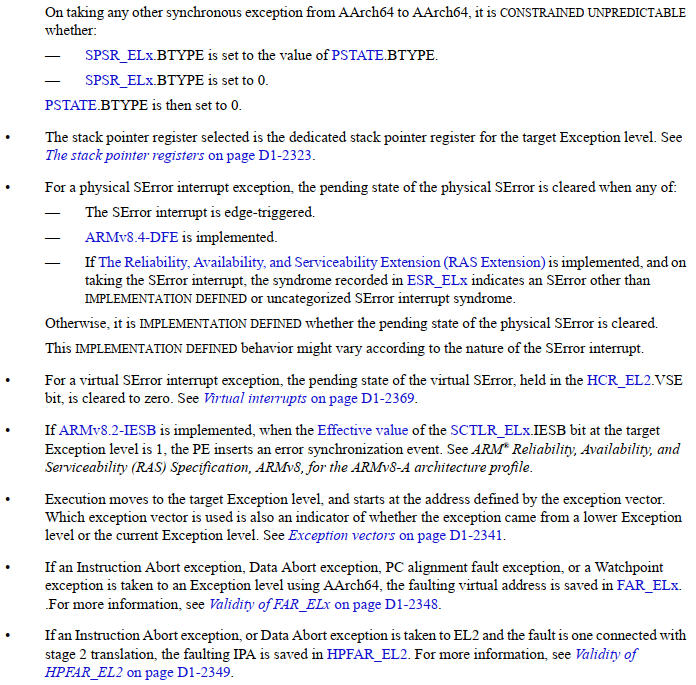 On taking any other synchronous exception from AArch64 to AArch64, it is CONSTRAINED UNPREDICTABLE
whether:
— SPSR_ELx.BTYPE is set to the value of PSTATE.BTYPE.
— SPSR_ELx.BTYPE is set to 0.
PSTATE.BTYPE is then set to 0.
• The stack pointer register selected is the dedicated stack pointer register for the target Exception level. See
The stack pointer registers on page D1-2323.
• For a physical SError interrupt exception, the pending state of the physical SError is cleared when any of:
— The SError interrupt is edge-triggered.
— ARMv8.4-DFE is implemented.
— If The Reliability, Availability, and Serviceability Extension (RAS Extension) is implemented, and on
taking the SError interrupt, the syndrome recorded in ESR_ELx indicates an SError other than
IMPLEMENTATION DEFINED or uncategorized SError interrupt syndrome.
Otherwise, it is IMPLEMENTATION DEFINED whether the pending state of the physical SError is cleared.
This IMPLEMENTATION DEFINED behavior might vary according to the nature of the SError interrupt.
• For a virtual SError interrupt exception, the pending state of the virtual SError, held in the HCR_EL2.VSE
bit, is cleared to zero. See Virtual interrupts on page D1-2369.
• If ARMv8.2-IESB is implemented, when the Effective value of the SCTLR_ELx.IESB bit at the target
Exception level is 1, the PE inserts an error synchronization event. See ARM® Reliability, Availability, and
Serviceability (RAS) Specification, ARMv8, for the ARMv8-A architecture profile.
• Execution moves to the target Exception level, and starts at the address defined by the exception vector.
Which exception vector is used is also an indicator of whether the exception came from a lower Exception
level or the current Exception level. See Exception vectors on page D1-2341.
• If an Instruction Abort exception, Data Abort exception, PC alignment fault exception, or a Watchpoint
exception is taken to an Exception level using AArch64, the faulting virtual address is saved in FAR_ELx.
.For more information, see Validity of FAR_ELx on page D1-2348.
• If an Instruction Abort exception, or Data Abort exception is taken to EL2 and the fault is one connected with
stage 2 translation, the faulting IPA is saved in HPFAR_EL2. For more information, see Validity of
HPFAR_EL2 on page D1-2349.